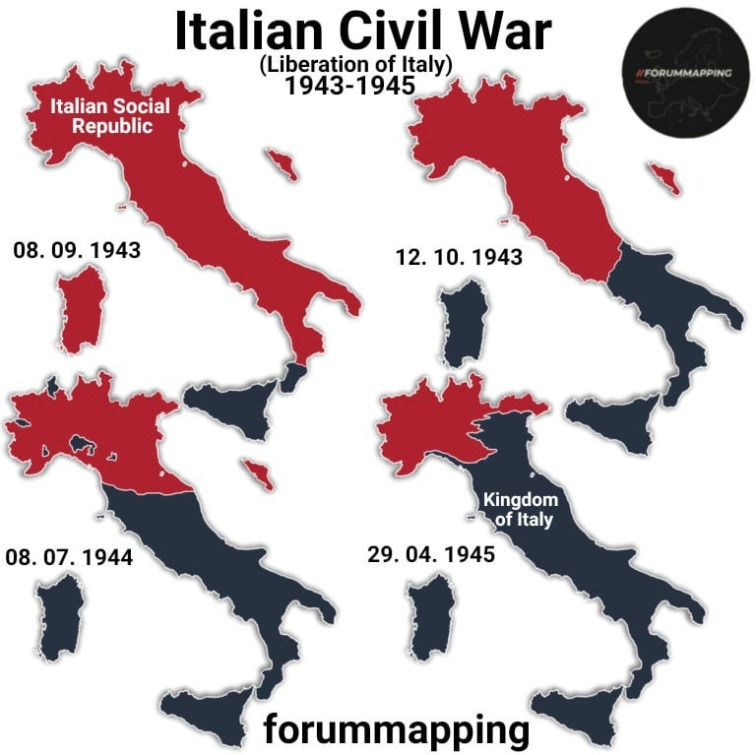 Italian Civil War
(Liberation of Italy)
1943-1945
//FORUMMAPPING
Italian Social
Republic
08. 09. 1943
12. 10. 1943
08. 07. 1944
Kingdom
of Italy
29. 04. 1945
forummapping